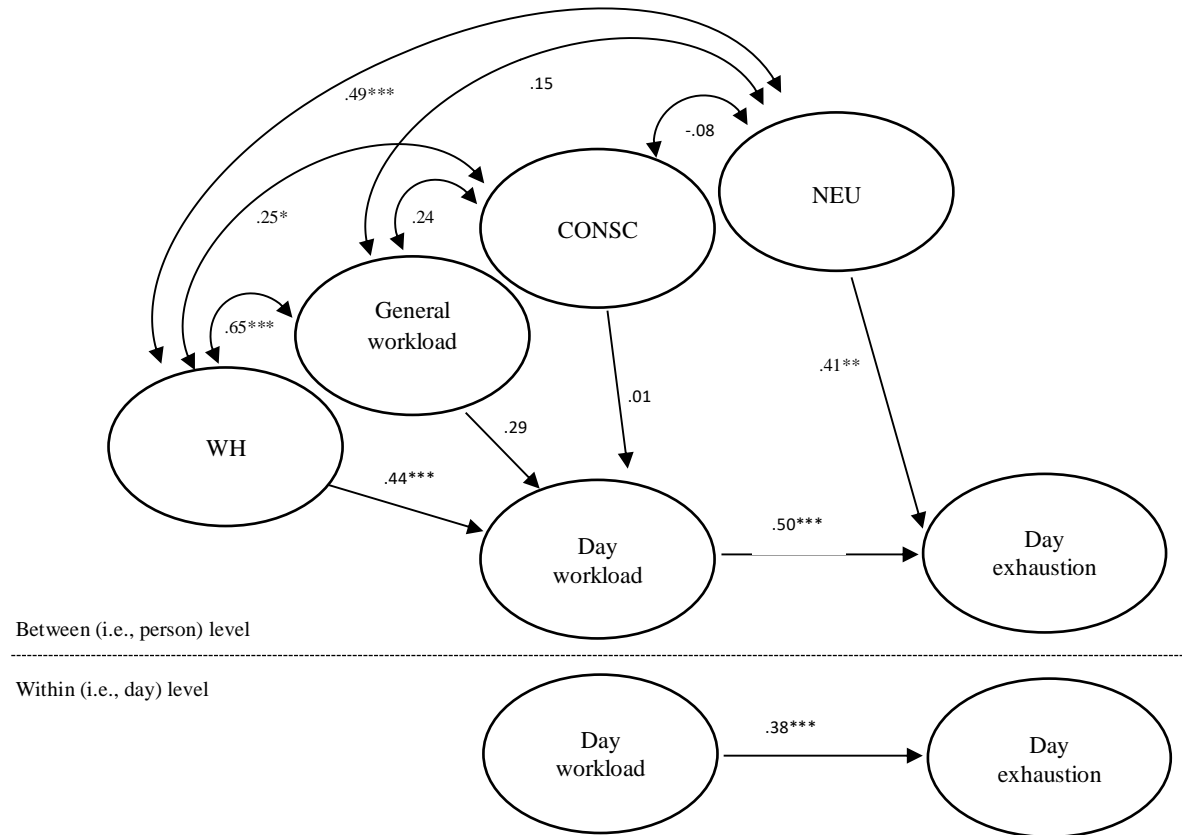 .49***
.15
-.08
NEU
.25*
.24
CONSC
General
workload
.65***
.41**
.01
WH
.29
.44***
Day
workload
.50***
Day
exhaustion
Between (i.e., person) level
Within (i.e., day) level
Day
workload
.38***
Day
exhaustion